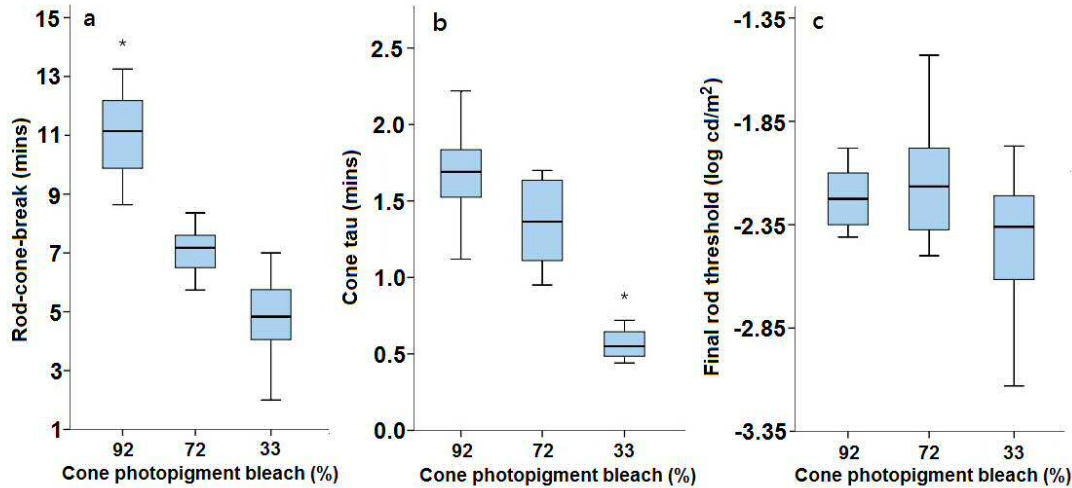 a
*
Rod-cone-break (mins)
15
13
11
9
7
5
3
1
92 72 33
Cone photopigment bleach (%)
b
*
Cone tau (mins)
2.5
2.0
1.5
1.0
0.5
0.0
92 72 33
Cone photopigment bleach (%)
c
Final rod threshold (log cd/m²)
-1.35
-1.85
-2.35
-2.85
-3.35
92 72 33
Cone photopigment bleach (%)